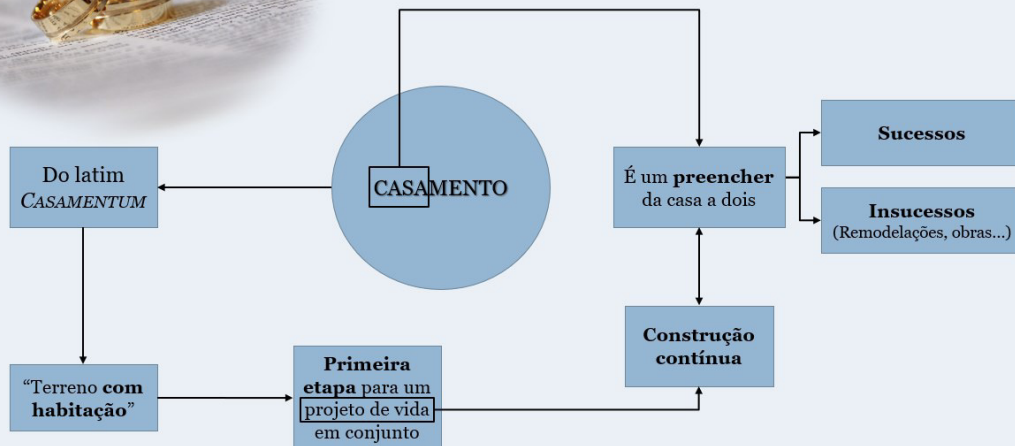 CASAMENTO
Do latim
CASAMENTUM
“Terreno com
habitação”
Primeira
etapa para um
projeto de vida
em conjunto
Construção
contínua
É um preencher
da casa a dois
Sucessos
Insucessos
(Remodelações, obras...)